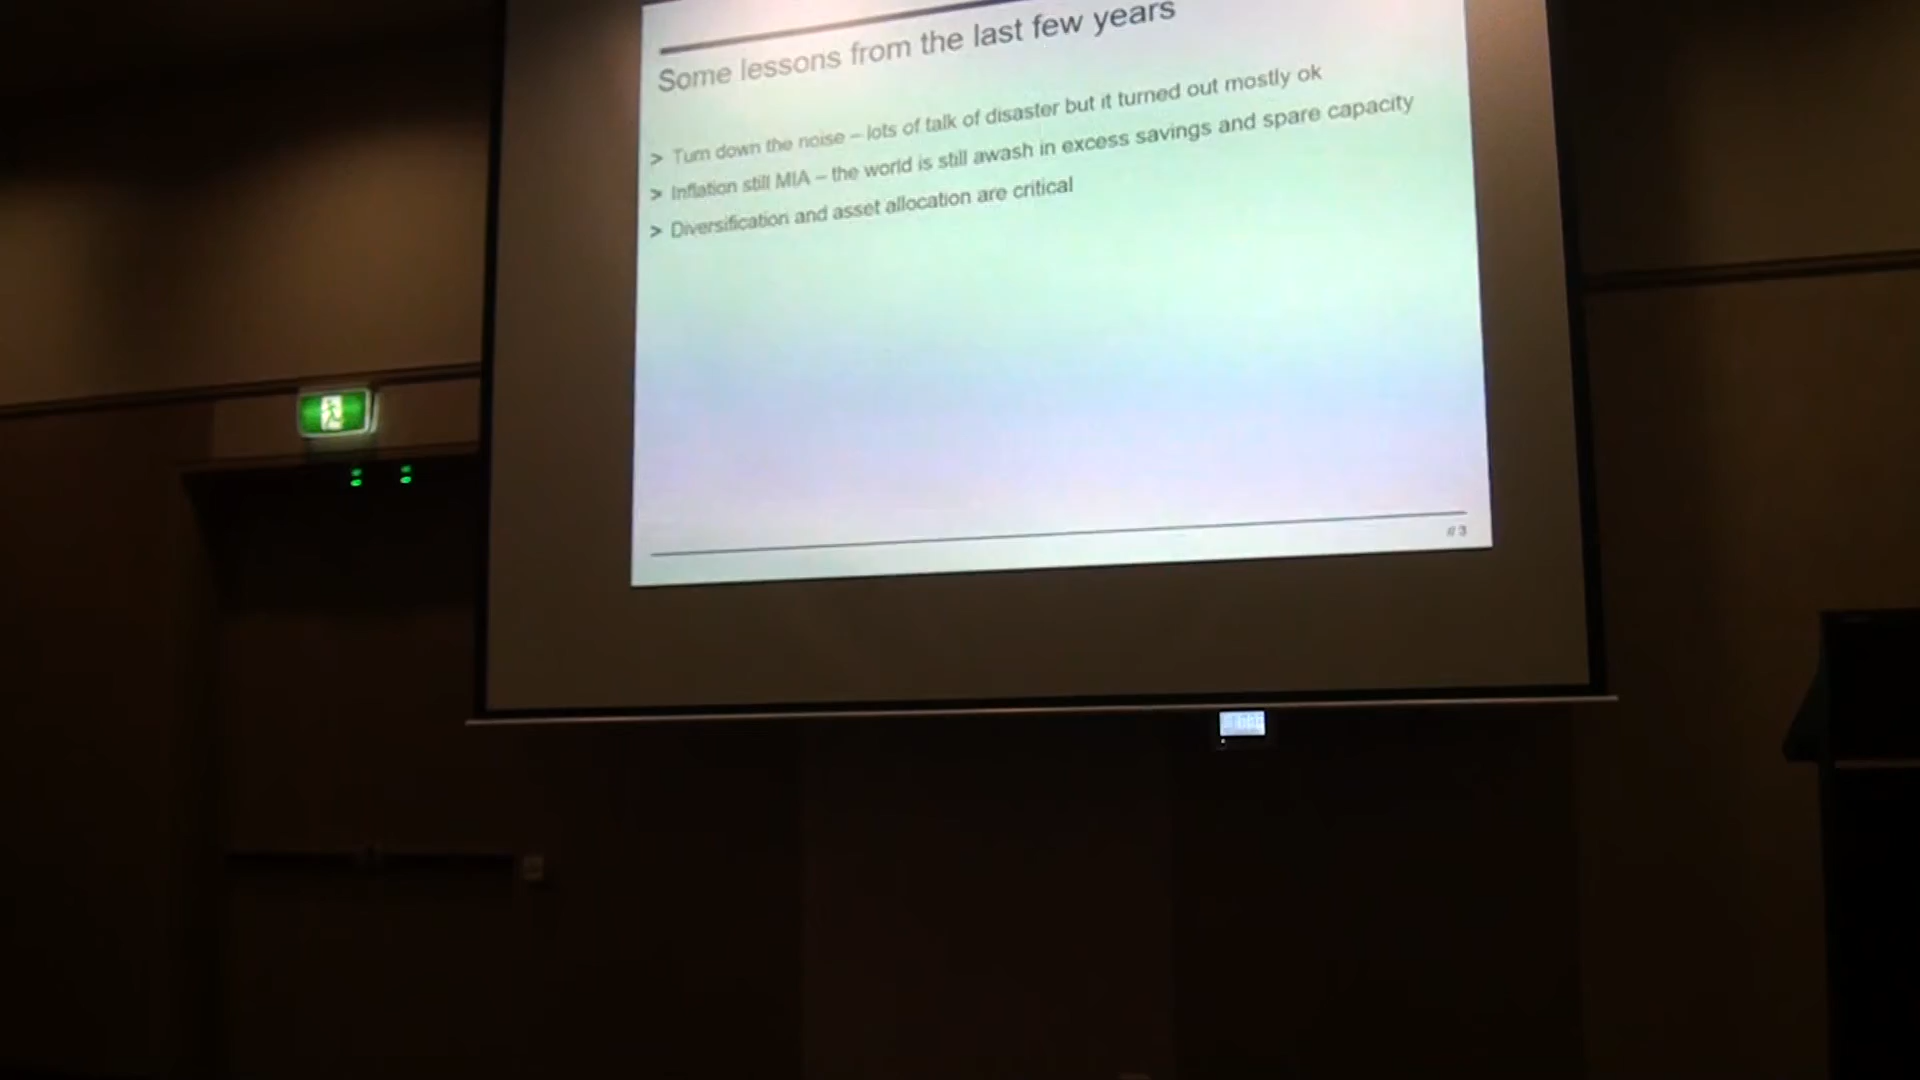 Some lessons from the last few years
> Turn down the noise – lots of talk of disaster but it turned out mostly ok
> Inflation still MIA – the world is still awash in excess savings and spare capacity
> Diversification and asset allocation are critical
// 3